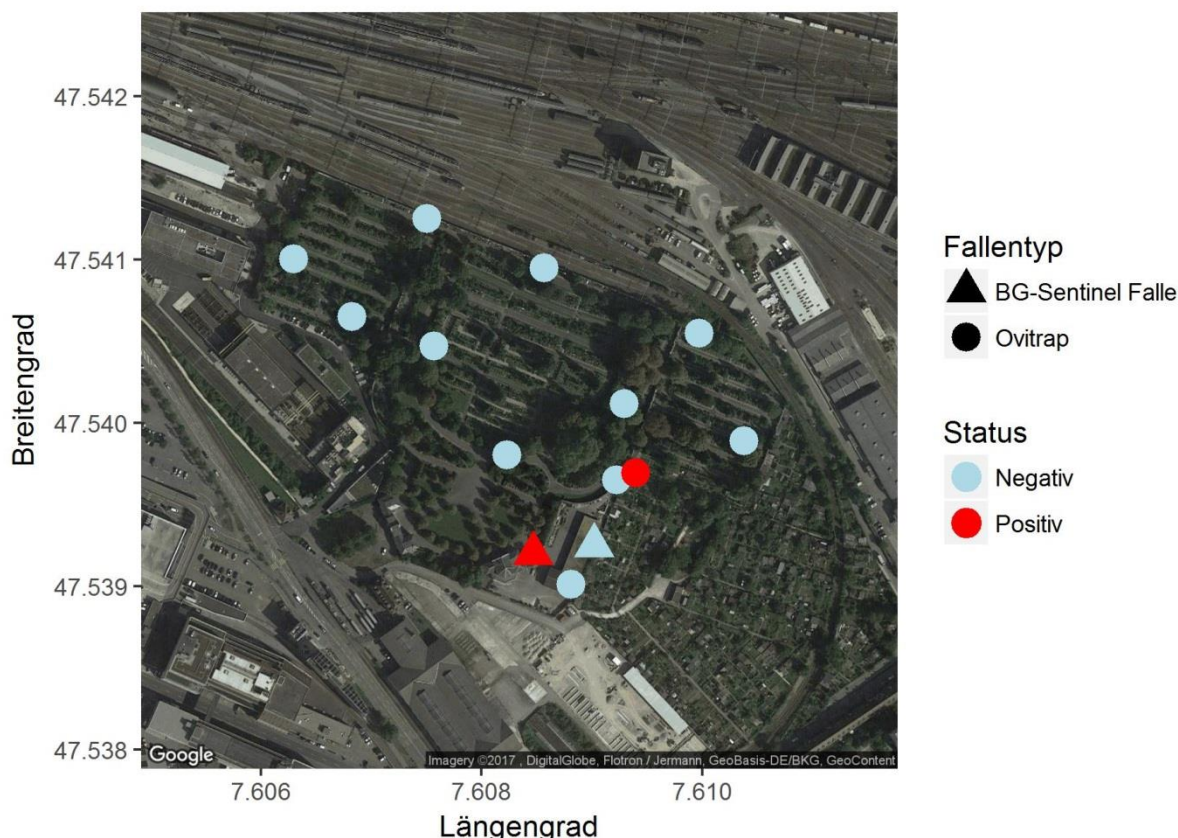 47.542
47.541
47.540
47.539
47.538
Breitengrad
7.606
7.608
7.610
Längengrad
Google
Imagery ©2017 , DigitalGlobe, Flotron / Jermann, GeoBasis-DE/BKG, GeoContent
Fallentyp
BG-Sentinel Falle
Ovitrap
Status
Negativ
Positiv